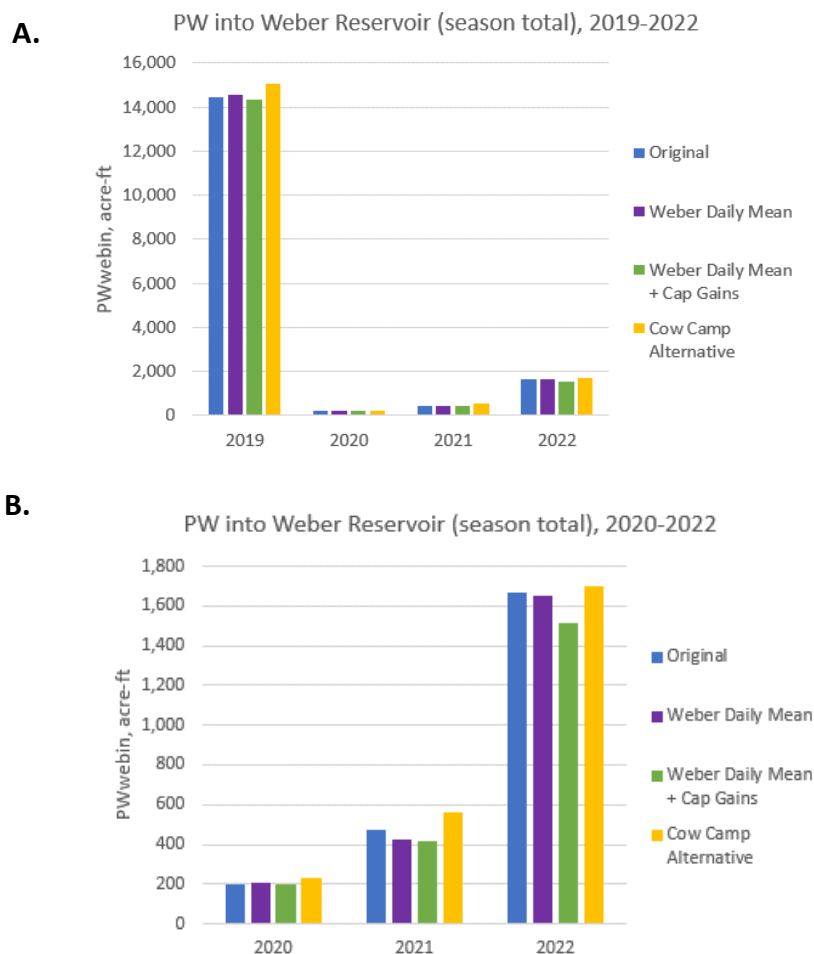 A.
PW into Weber Reservoir (season total), 2019-2022
16,000
14,000
12,000
10,000
8,000
6,000
4,000
2,000
0
PWwebin, acre-ft
2019 2020 2021 2022
Original
Weber Daily Mean
Weber Daily Mean
+ Cap Gains
Cow Camp
Alternative
B.
PW into Weber Reservoir (season total), 2020-2022
1,800
1,600
1,400
1,200
1,000
800
600
400
200
0
PWwebin, acre-ft
2020 2021 2022
Original
Weber Daily Mean
Weber Daily Mean
+ Cap Gains
Cow Camp
Alternative